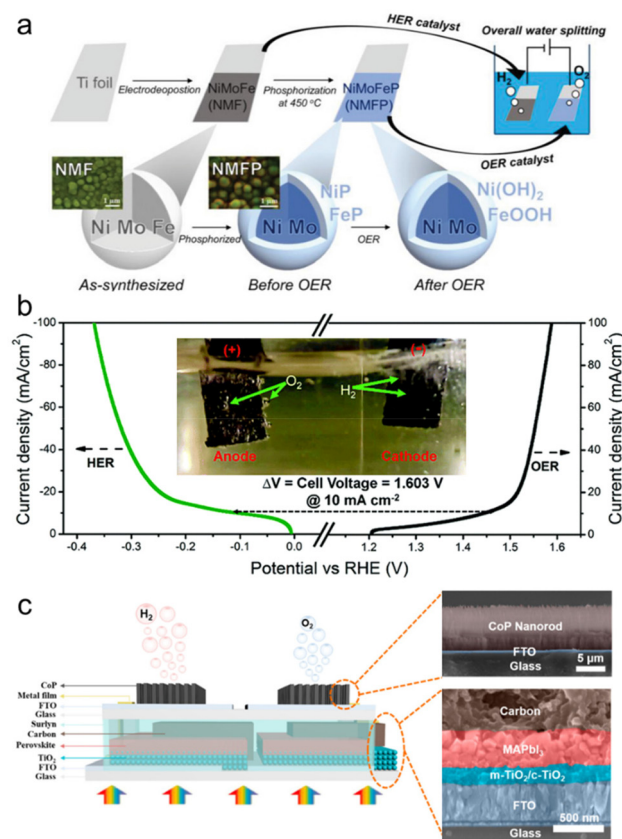 a
HER catalyst
Overall water splitting
H2
O2
Ti foil
Electrodepostion
NiMoFe
(NMF)
Phosphorization
at 450 °C
NiMoFeP
(NMFP)
OER catalyst
NMF
1 μm
NMFP
1 μm
NiP
FeP
Ni(OH)2
FeOOH
Ni Mo Fe
Phosphorized
Ni Mo
OER
Ni Mo
As-synthesized
Before OER
After OER
b
Current density (mA/cm²)
-100
-80
-60
-40
-20
0
(+)
(-)
O2
H2
Anode
Cathode
HER
OER
ΔV = Cell Voltage = 1.603 V
@ 10 mA cm-2
100
80
60
40
20
0
Current density (mA/cm²)
-0.4
-0.3
-0.2
-0.1
0.0
1.2
1.3
1.4
1.5
1.6
Potential vs RHE (V)
c
H2
O2
CoP
Metal film
FTO
Glass
Surlyn
Carbon
Perovskite
TiO2
FTO
Glass
CoP Nanorod
FTO
Glass
5 μm
Carbon
MAPbI3
m-TiO2/c-TiO2
FTO
500 nm